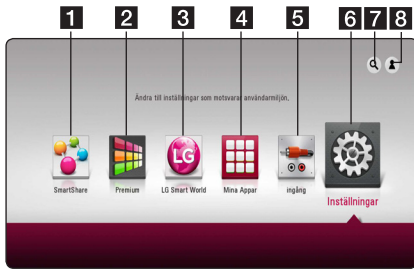 1 2 3 4 5 6 7 8
Ändra till inställningar som motsvarar användarmiljön.
LG
SmartShare Premium LG Smart World Mina Appar ingång
Inställningar